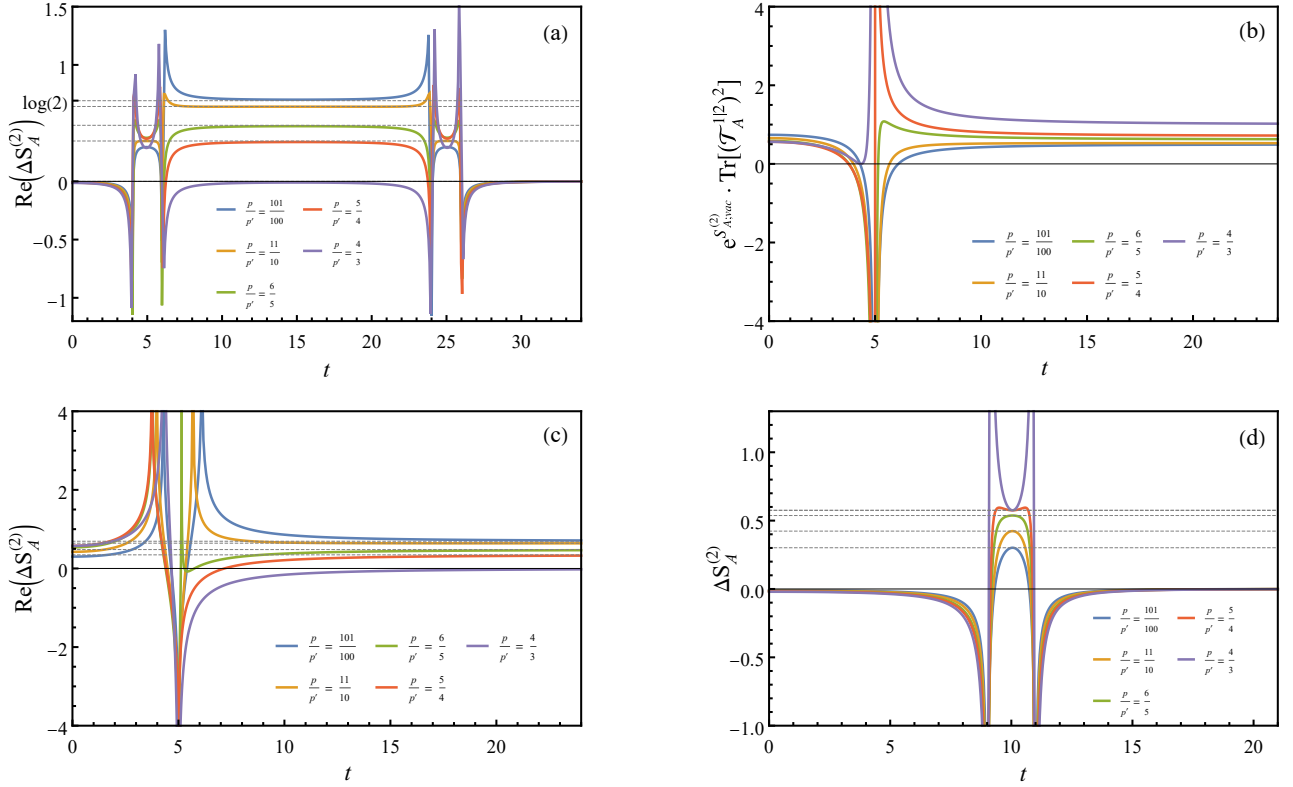 (a)
Re(ΔS_A^{(2)})
1.5
1
log(2)
0
−0.5
−1
p/p′ = 101/100
p/p′ = 5/4
p/p′ = 11/10
p/p′ = 4/3
p/p′ = 6/5
0 5 10 15 20 25 30
t
(b)
e^{S_{A;vac}^{(2)}} · Tr[(𝒯_A^{1|2})^2]
4
2
0
−2
−4
p/p′ = 101/100
p/p′ = 6/5
p/p′ = 4/3
p/p′ = 11/10
p/p′ = 5/4
0 5 10 15 20
t
(c)
Re(ΔS_A^{(2)})
4
2
0
−2
−4
p/p′ = 101/100
p/p′ = 6/5
p/p′ = 4/3
p/p′ = 11/10
p/p′ = 5/4
0 5 10 15 20
t
(d)
ΔS_A^{(2)}
1.0
0.5
0.0
−0.5
−1.0
p/p′ = 101/100
p/p′ = 5/4
p/p′ = 11/10
p/p′ = 4/3
p/p′ = 6/5
0 5 10 15 20
t